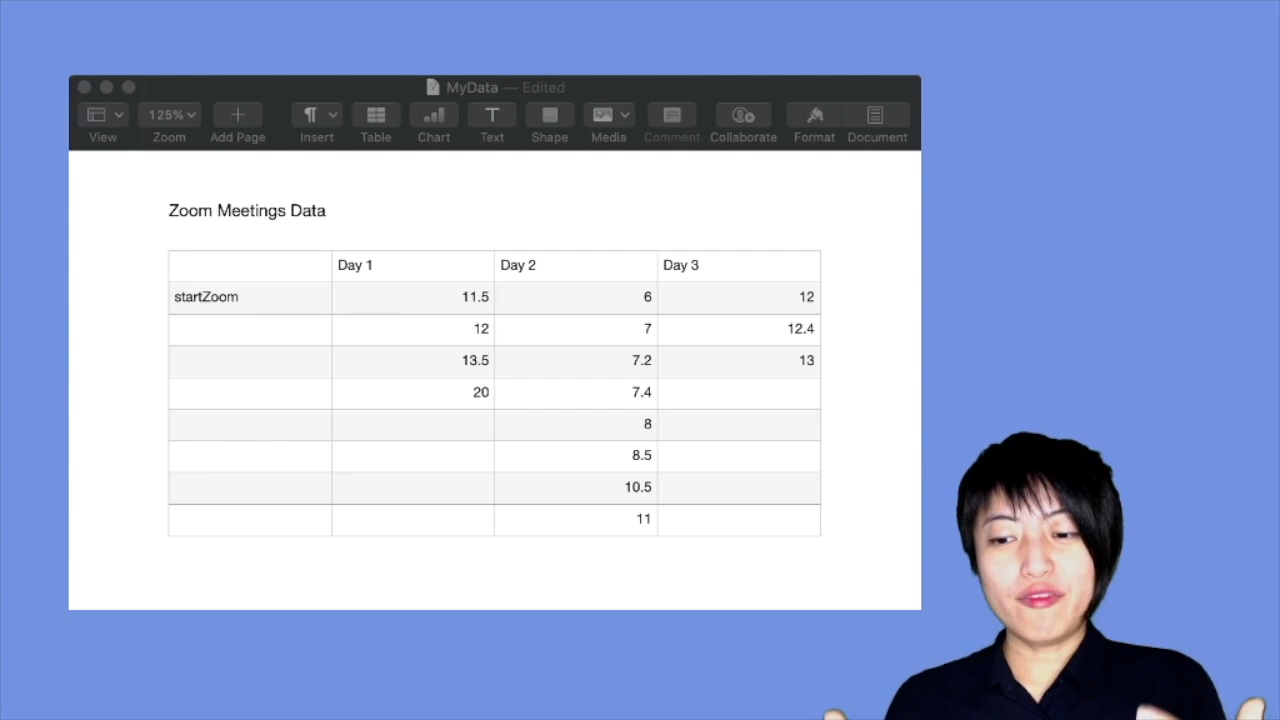 MyData — Edited
125%
View Zoom Add Page Insert Table Chart Text Shape Media Comment Collaborate Format Document
Zoom Meetings Data
Day 1 Day 2 Day 3
startZoom 11.5 6 12
12 7 12.4
13.5 7.2 13
20 7.4
8
8.5
10.5
11